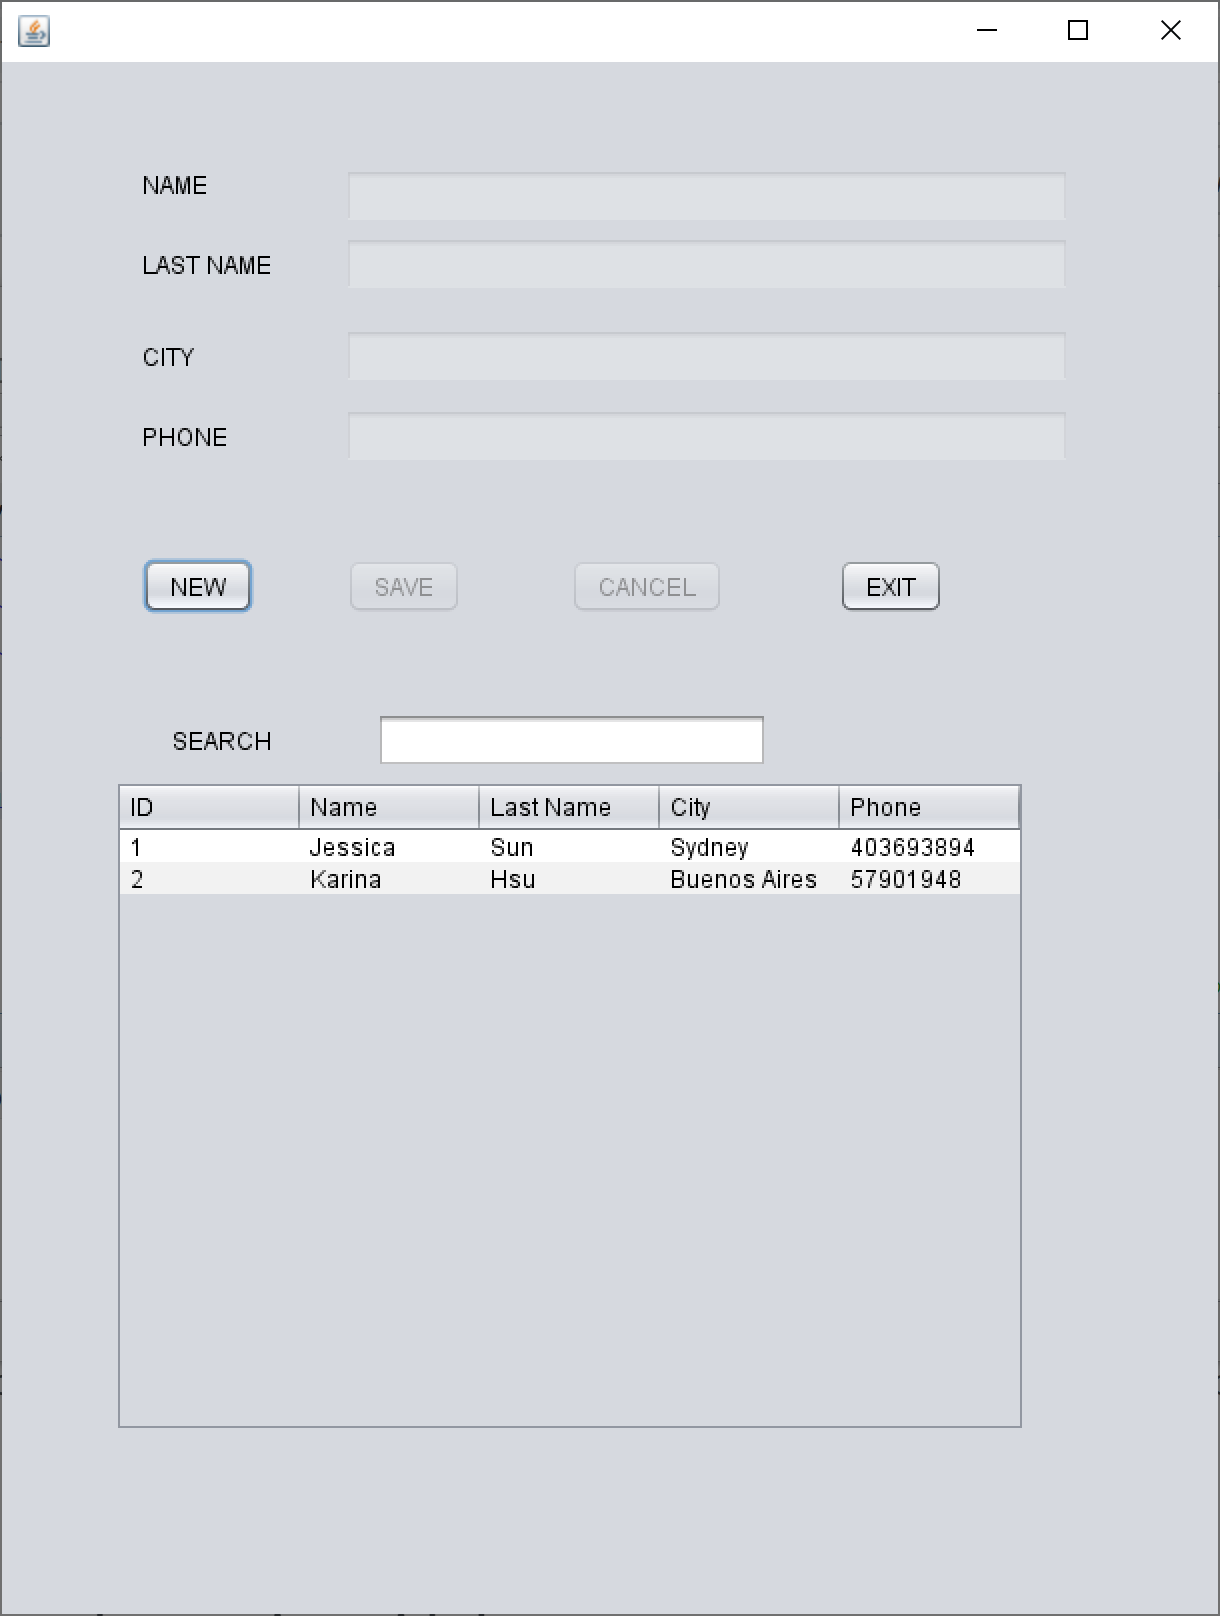 NAME
LAST NAME
CITY
PHONE
NEW SAVE CANCEL EXIT
SEARCH
ID Name Last Name City Phone
1 Jessica Sun Sydney 403693894
2 Karina Hsu Buenos Aires 57901948